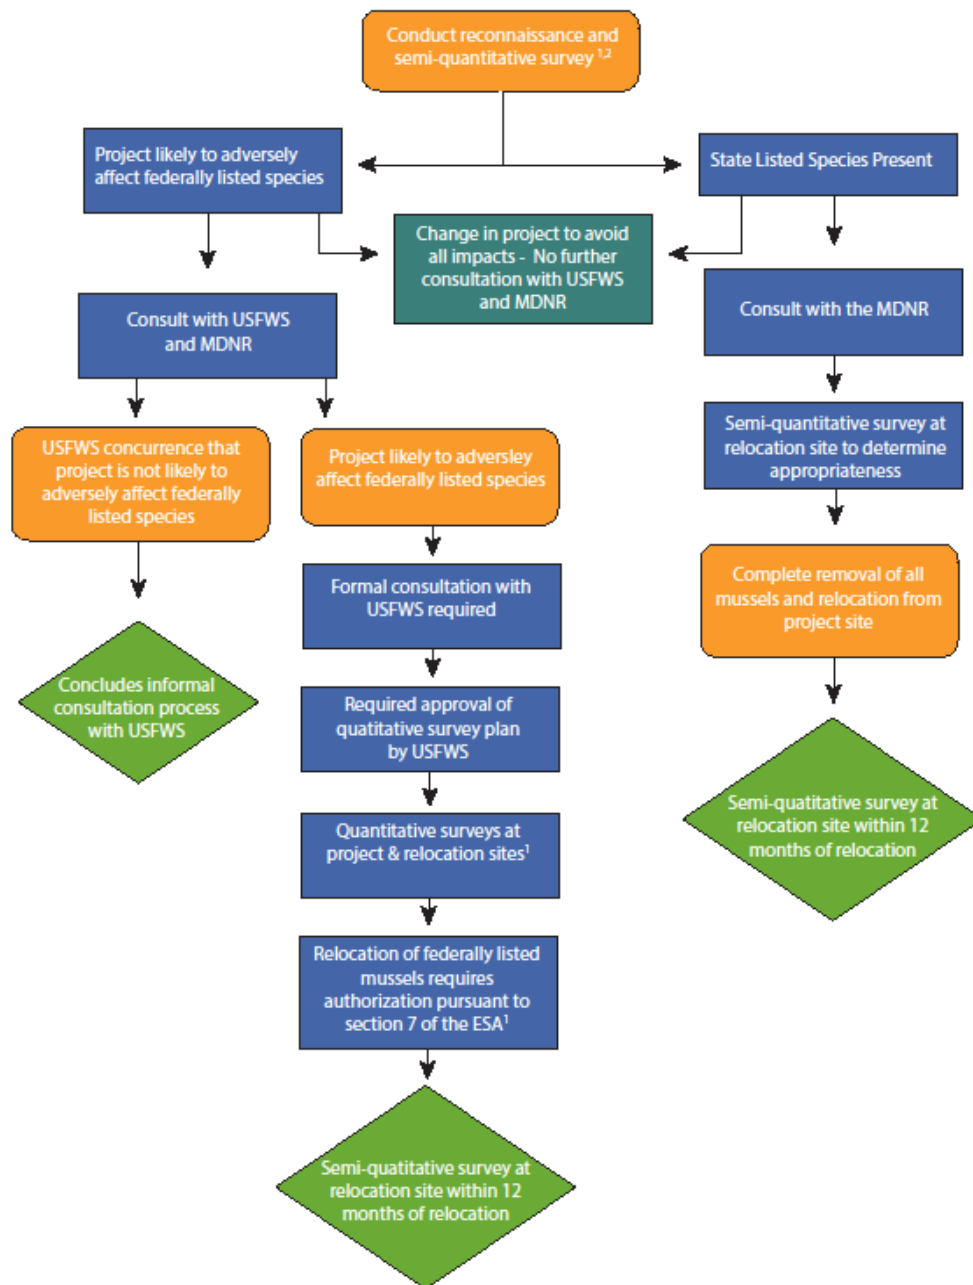 Conduct reconnaissance and
semi-quantitative survey 1,2
Project likely to adversely
affect federally listed species
State Listed Species Present
Change in project to avoid
all impacts - No further
consultation with USFWS
and MDNR
Consult with USFWS
and MDNR
Consult with the MDNR
USFWS concurrence that
project is not likely to
adversely affect federally
listed species
Project likely to adversley
affect federally listed species
Semi-quantitative survey at
relocation site to determine
appropriateness
Formal consultation with
USFWS required
Complete removal of all
mussels and relocation from
project site
Concludes informal
consultation process
with USFWS
Required approval of
quatitative survey plan
by USFWS
Semi-quatitative survey at
relocation site within 12
months of relocation
Quantitative surveys at
project & relocation sites1
Relocation of federally listed
mussels requires
authorization pursuant to
section 7 of the ESA1
Semi-quatitative survey at
relocation site within 12
months of relocation